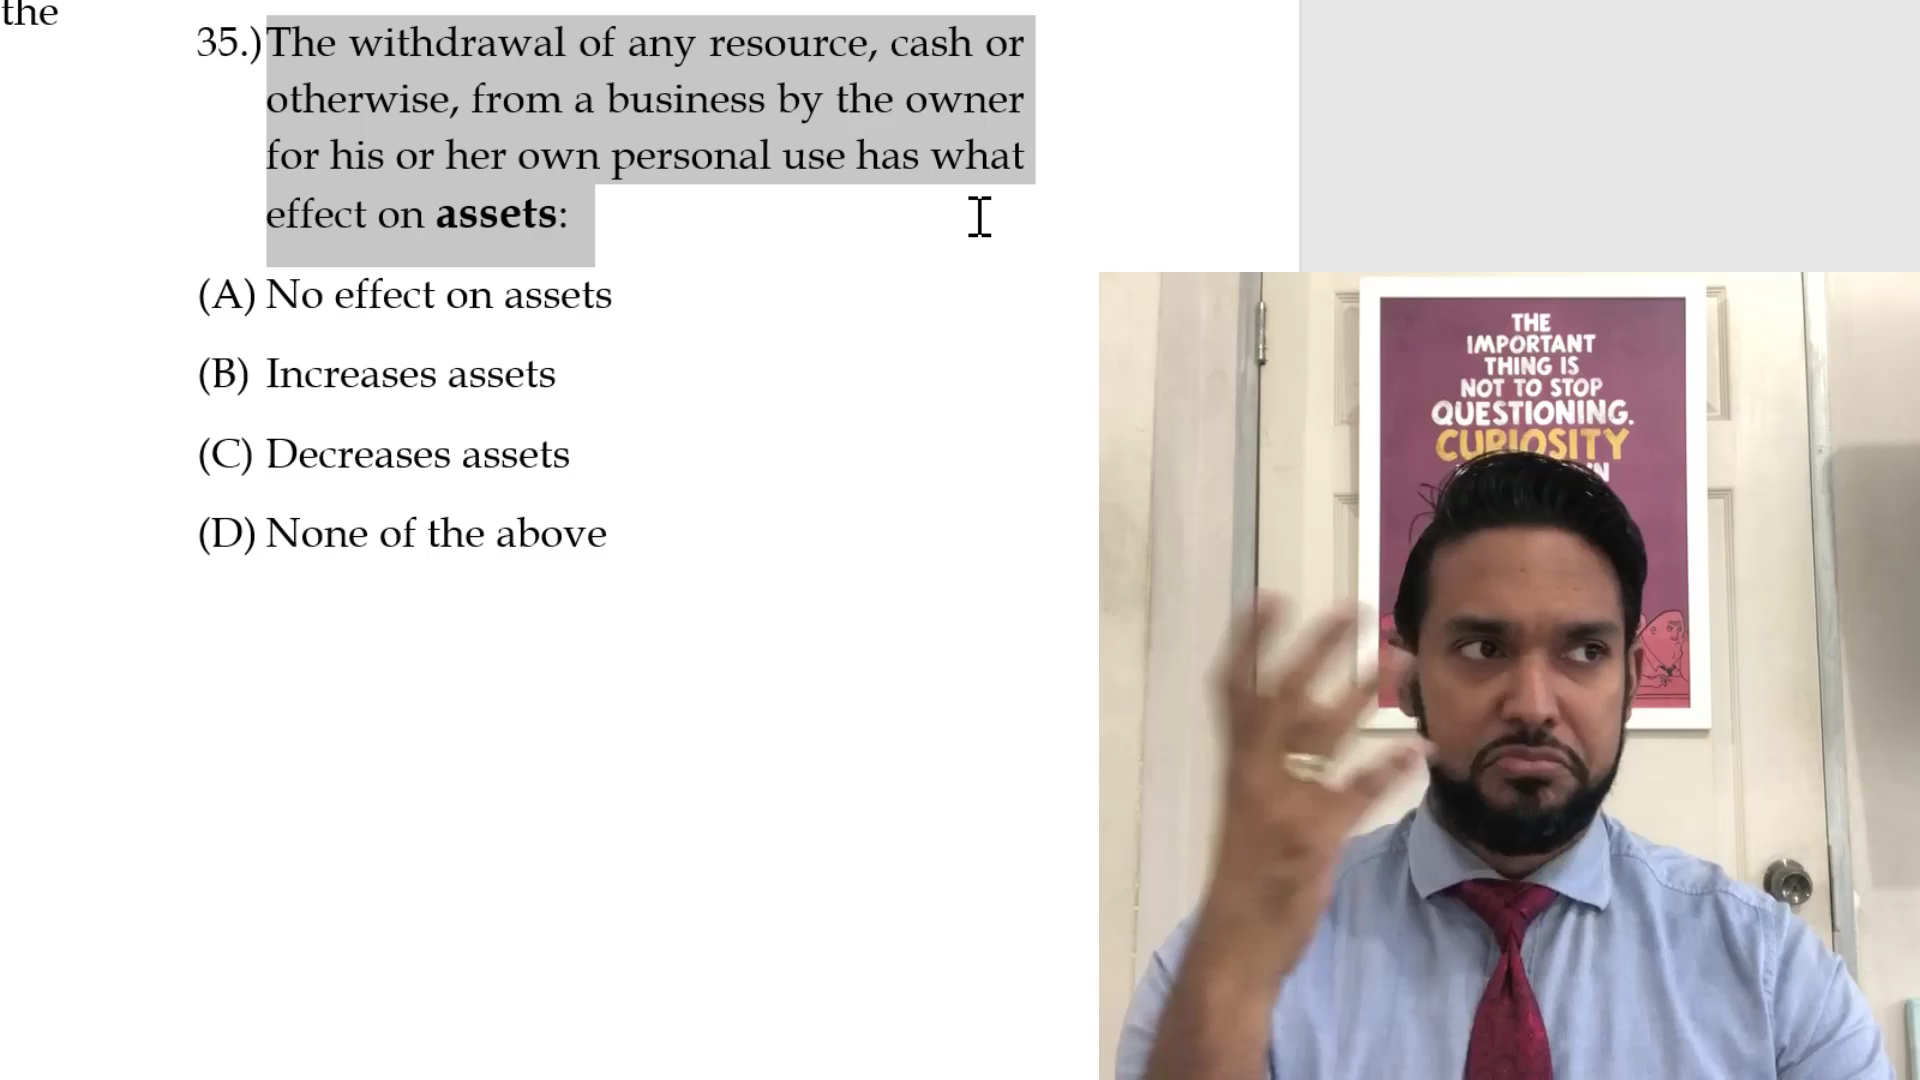 the
35.) The withdrawal of any resource, cash or
otherwise, from a business by the owner
for his or her own personal use has what
effect on assets:
(A) No effect on assets
(B) Increases assets
(C) Decreases assets
(D) None of the above
THE
IMPORTANT
THING IS
NOT TO STOP
QUESTIONING.
CURIOSITY